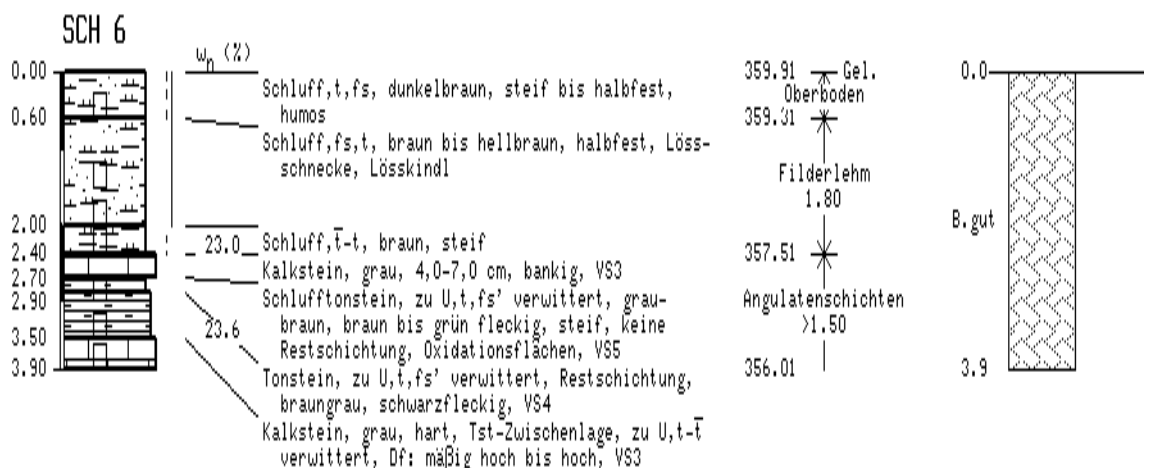 SCH 6
w_n (%)
0.00
0.60
2.00
2.40
2.70
2.90
3.50
3.90
23.0
23.6
Schluff,t,fs, dunkelbraun, steif bis halbfest,
humos
Schluff,fs,t, braun bis hellbraun, halbfest, Löss-
schnecke, Lösskindl
Schluff,t̅-t, braun, steif
Kalkstein, grau, 4,0-7,0 cm, bankig, VS3
Schlufftonstein, zu U,t,fs' verwittert, grau-
braun, braun bis grün fleckig, steif, keine
Restschichtung, Oxidationsflächen, VS5
Tonstein, zu U,t,fs' verwittert, Restschichtung,
braungrau, schwarzfleckig, VS4
Kalkstein, grau, hart, Tst-Zwischenlage, zu U,t-t̅
verwittert, Df: mäßig hoch bis hoch, VS3
359.91 Gel.
Oberboden
359.31
Filderlehm
1.80
357.51
Angulatenschichten
>1.50
356.01
0.0
B.gut
3.9